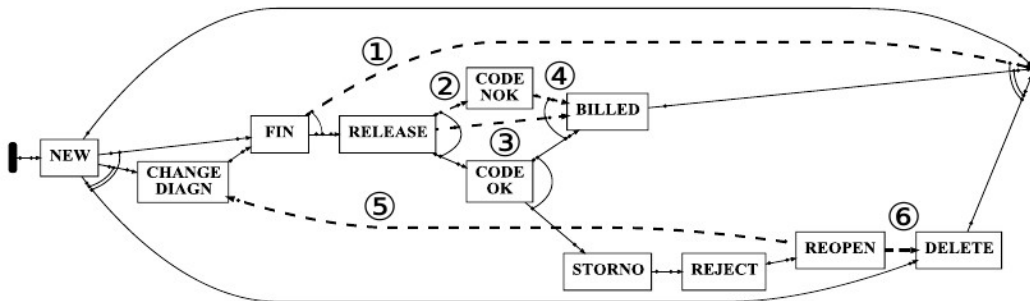 ①
②
CODE
NOK
④
FIN
RELEASE
BILLED
③
NEW
CHANGE
DIAGN
CODE
OK
⑤
⑥
STORNO
REJECT
REOPEN
DELETE